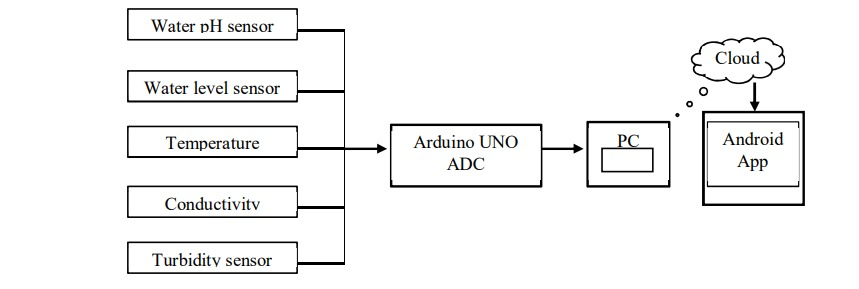 Water pH sensor
Water level sensor
Temperature
Conductivity
Turbidity sensor
Arduino UNO
ADC
PC
Cloud
Android
App